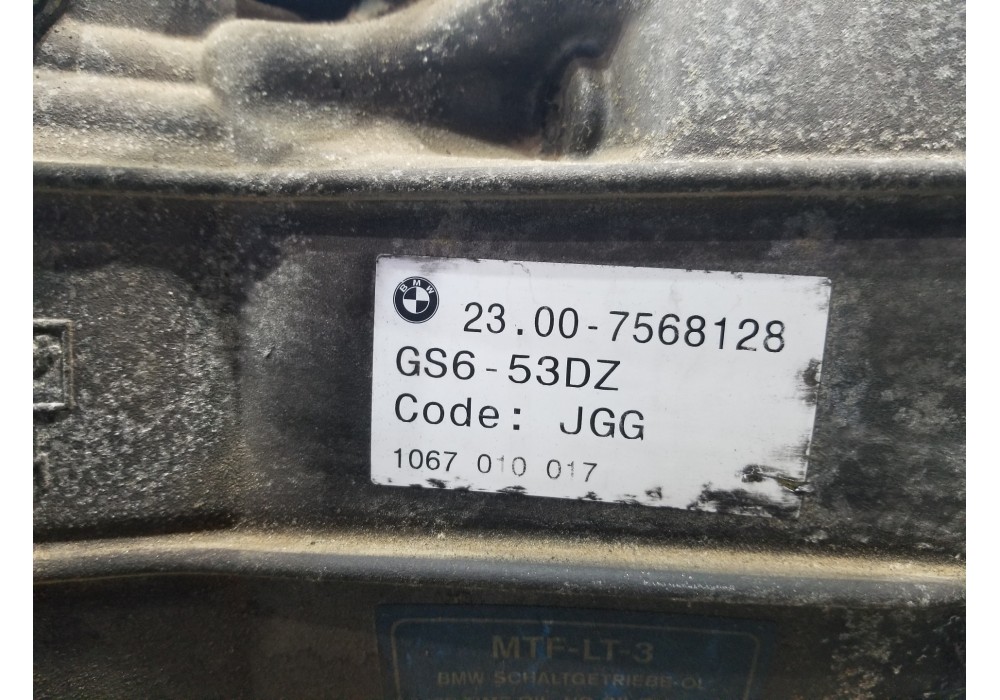 BMW
23.00-7568128
GS6-53DZ
Code: JGG
1067 010 017
MTF-LT-3
BMW SCHALTGETRIEBE-ÖL